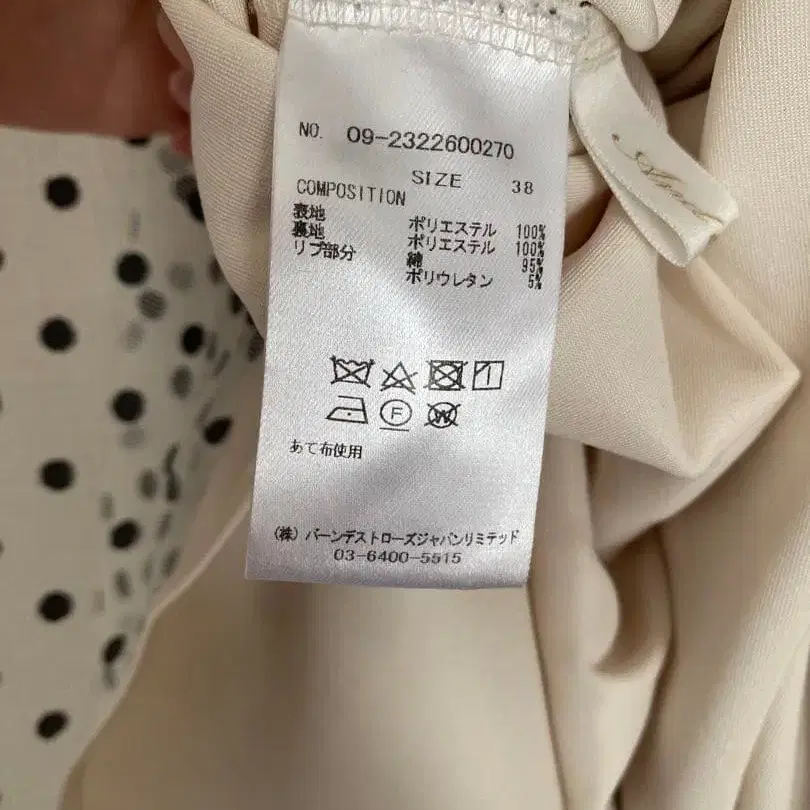 NO. 09-2322600270
SIZE 38
COMPOSITION
表地 ポリエステル 100%
裏地 ポリエステル 100%
リブ部分 綿 95%
ポリウレタン 5%
F W
あて布使用
(株) バーンデストローズジャパンリミテッド
03-6400-5515